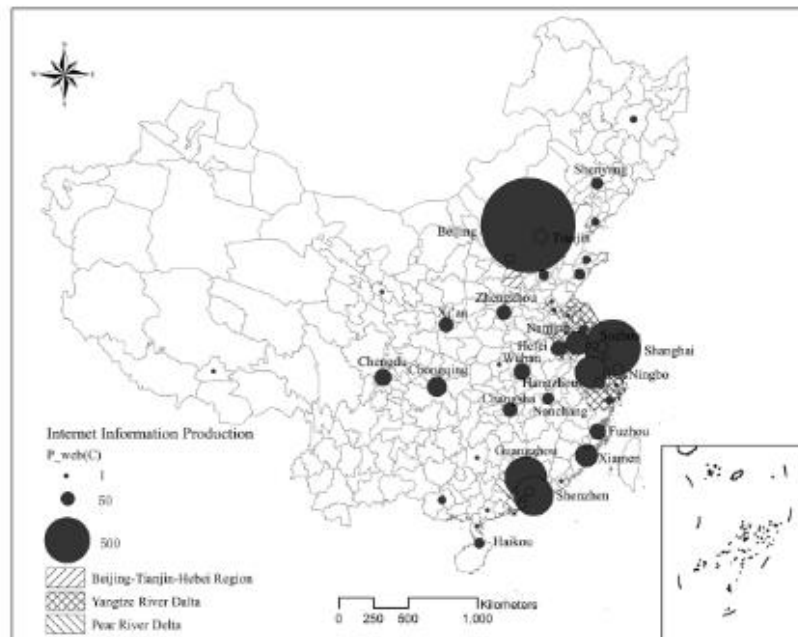 N
W
E
S
Shenyang
Beijing
Tianjin
Zhengzhou
Xi'an
Nanjing
Hefei
Shanghai
Wuhan
Chengdu
Chongqing
Hangzhou
Ningbo
Changsha
Nanchang
Fuzhou
Guangzhou
Xiamen
Shenzhen
Haikou
Internet Information Production
P_web(C)
1
50
500
Beijing-Tianjin-Hebei Region
Yangtze River Dalta
Pear River Delta
Kilometers
0 250 500 1,000